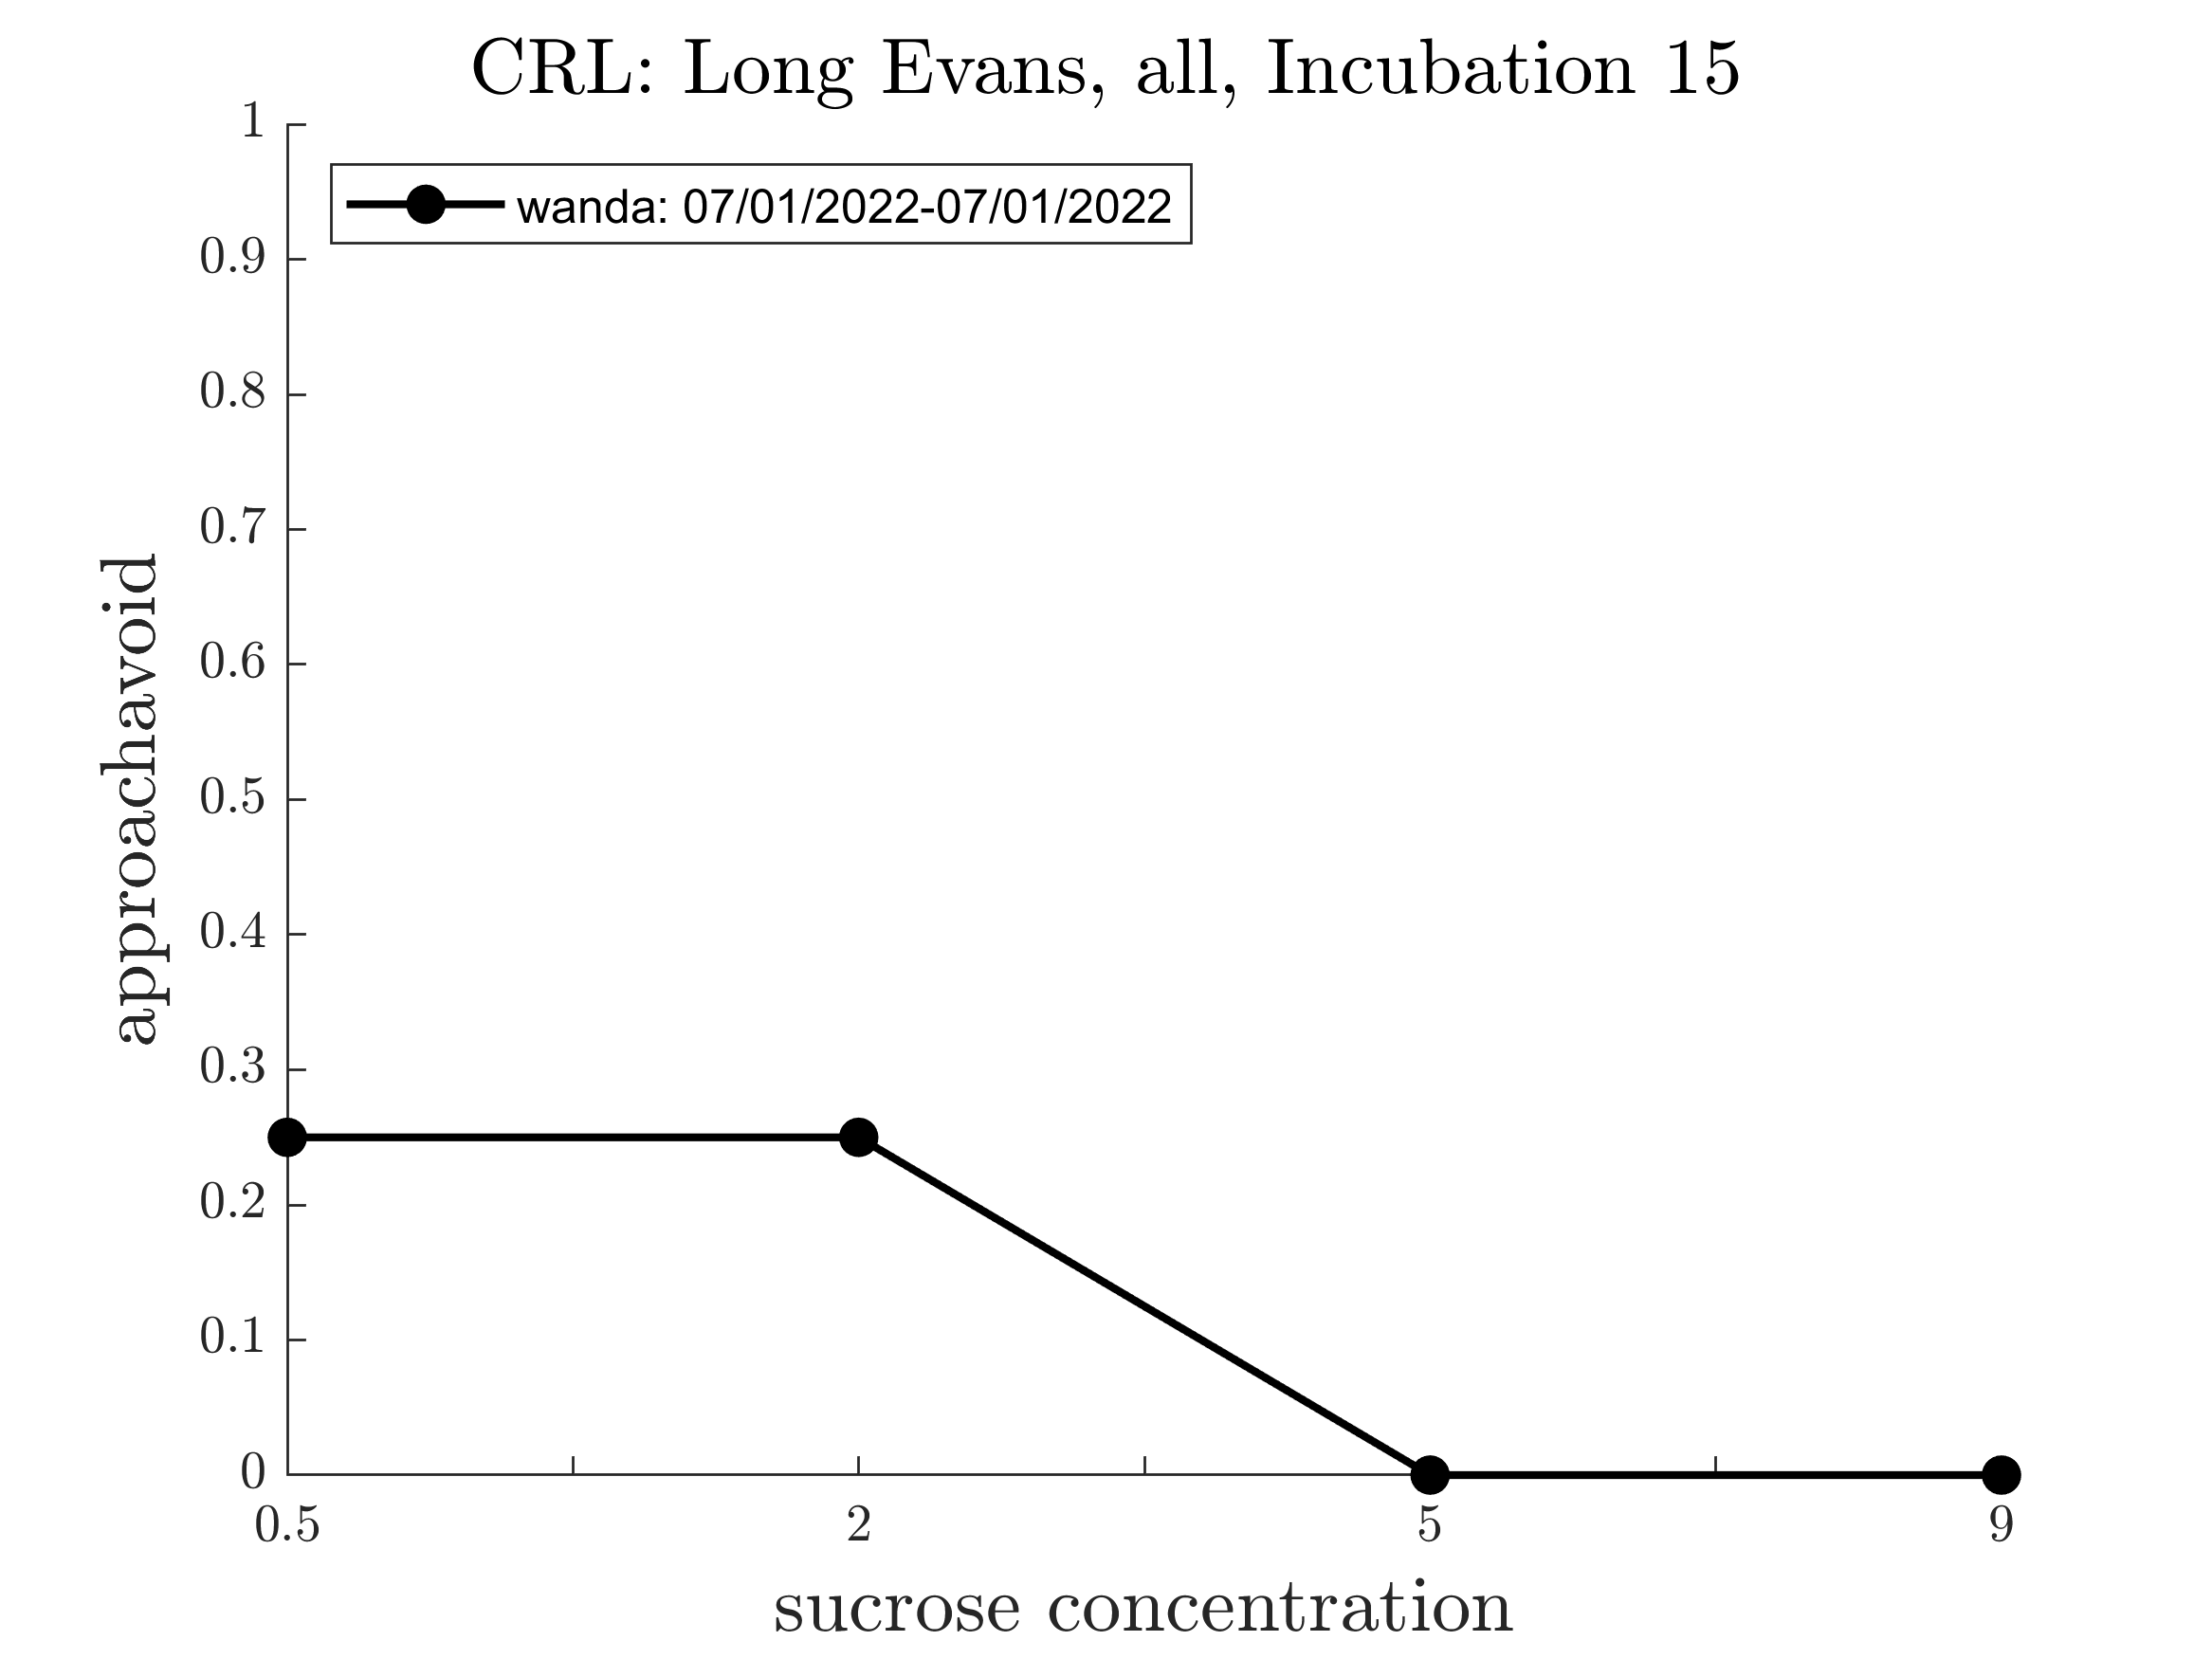 CRL: Long Evans, all, Incubation 15
wanda: 07/01/2022-07/01/2022
1
0.9
0.8
0.7
0.6
0.5
0.4
0.3
0.2
0.1
0
approachavoid
0.5 2 5 9
sucrose concentration